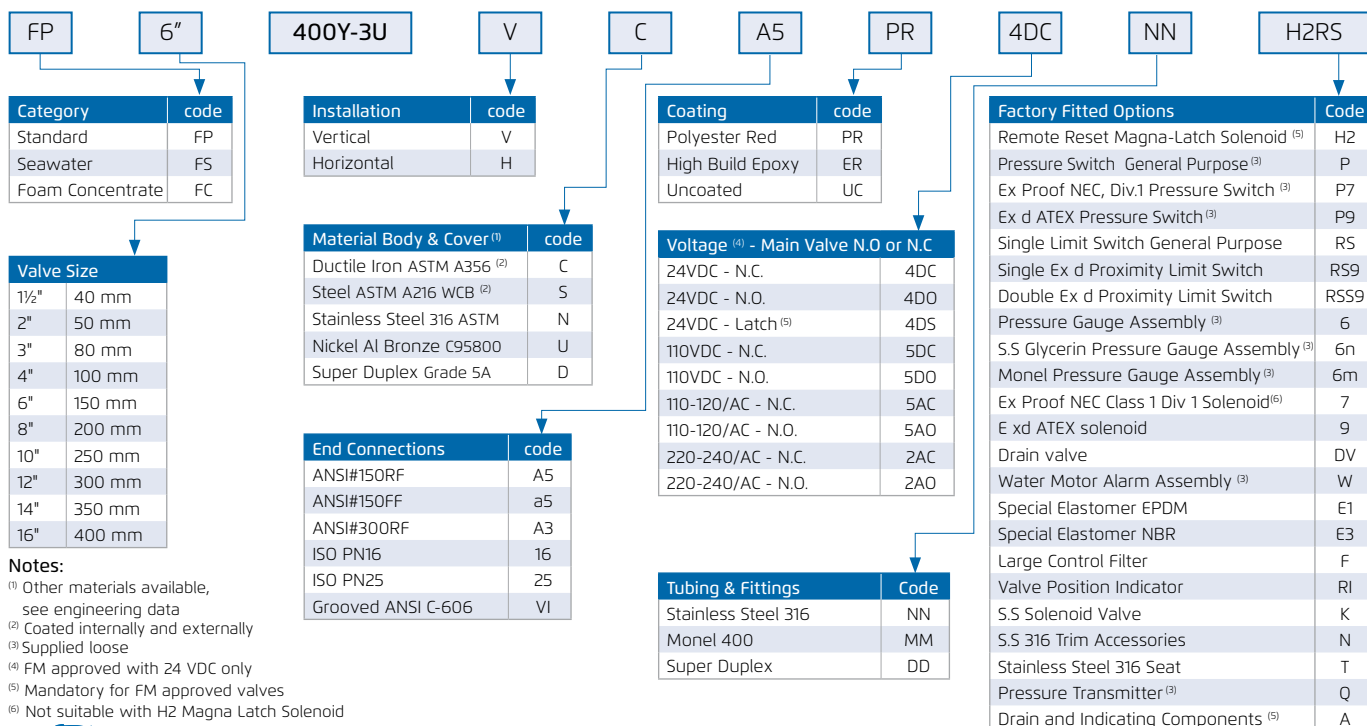 FP 6" 400Y-3U V C A5 PR 4DC NN H2RS
Category code
Standard FP
Seawater FS
Foam Concentrate FC
Valve Size
1½" 40 mm
2" 50 mm
3" 80 mm
4" 100 mm
6" 150 mm
8" 200 mm
10" 250 mm
12" 300 mm
14" 350 mm
16" 400 mm
Notes:
(1) Other materials available,
see engineering data
(2) Coated internally and externally
(3) Supplied loose
(4) FM approved with 24 VDC only
(5) Mandatory for FM approved valves
(6) Not suitable with H2 Magna Latch Solenoid
Installation code
Vertical V
Horizontal H
Material Body & Cover (1) code
Ductile Iron ASTM A356 (2) C
Steel ASTM A216 WCB (2) S
Stainless Steel 316 ASTM N
Nickel Al Bronze C95800 U
Super Duplex Grade 5A D
End Connections code
ANSI#150RF A5
ANSI#150FF a5
ANSI#300RF A3
ISO PN16 16
ISO PN25 25
Grooved ANSI C-606 VI
Coating code
Polyester Red PR
High Build Epoxy ER
Uncoated UC
Voltage (4) - Main Valve N.O or N.C
24VDC - N.C. 4DC
24VDC - N.O. 4DO
24VDC - Latch (5) 4DS
110VDC - N.C. 5DC
110VDC - N.O. 5DO
110-120/AC - N.C. 5AC
110-120/AC - N.O. 5AO
220-240/AC - N.C. 2AC
220-240/AC - N.O. 2AO
Tubing & Fittings Code
Stainless Steel 316 NN
Monel 400 MM
Super Duplex DD
Factory Fitted Options Code
Remote Reset Magna-Latch Solenoid (5) H2
Pressure Switch General Purpose (3) P
Ex Proof NEC, Div.1 Pressure Switch (3) P7
Ex d ATEX Pressure Switch (3) P9
Single Limit Switch General Purpose RS
Single Ex d Proximity Limit Switch RS9
Double Ex d Proximity Limit Switch RSS9
Pressure Gauge Assembly (3) 6
S.S Glycerin Pressure Gauge Assembly (3) 6n
Monel Pressure Gauge Assembly (3) 6m
Ex Proof NEC Class 1 Div 1 Solenoid(6) 7
E xd ATEX solenoid 9
Drain valve DV
Water Motor Alarm Assembly (3) W
Special Elastomer EPDM E1
Special Elastomer NBR E3
Large Control Filter F
Valve Position Indicator RI
S.S Solenoid Valve K
S.S 316 Trim Accessories N
Stainless Steel 316 Seat T
Pressure Transmitter (3) Q
Drain and Indicating Components (5) A